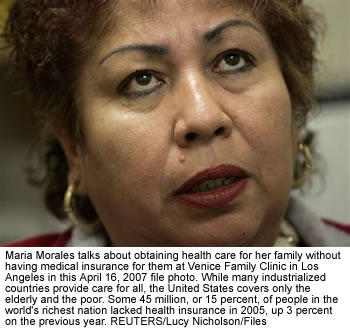 Maria Morales talks about obtaining health care for her family without
having medical insurance for them at Venice Family Clinic in Los
Angeles in this April 16, 2007 file photo. While many industrialized
countries provide care for all, the United States covers only the
elderly and the poor. Some 45 million, or 15 percent, of people in the
world's richest nation lacked health insurance in 2005, up 3 percent
on the previous year. REUTERS/Lucy Nicholson/Files